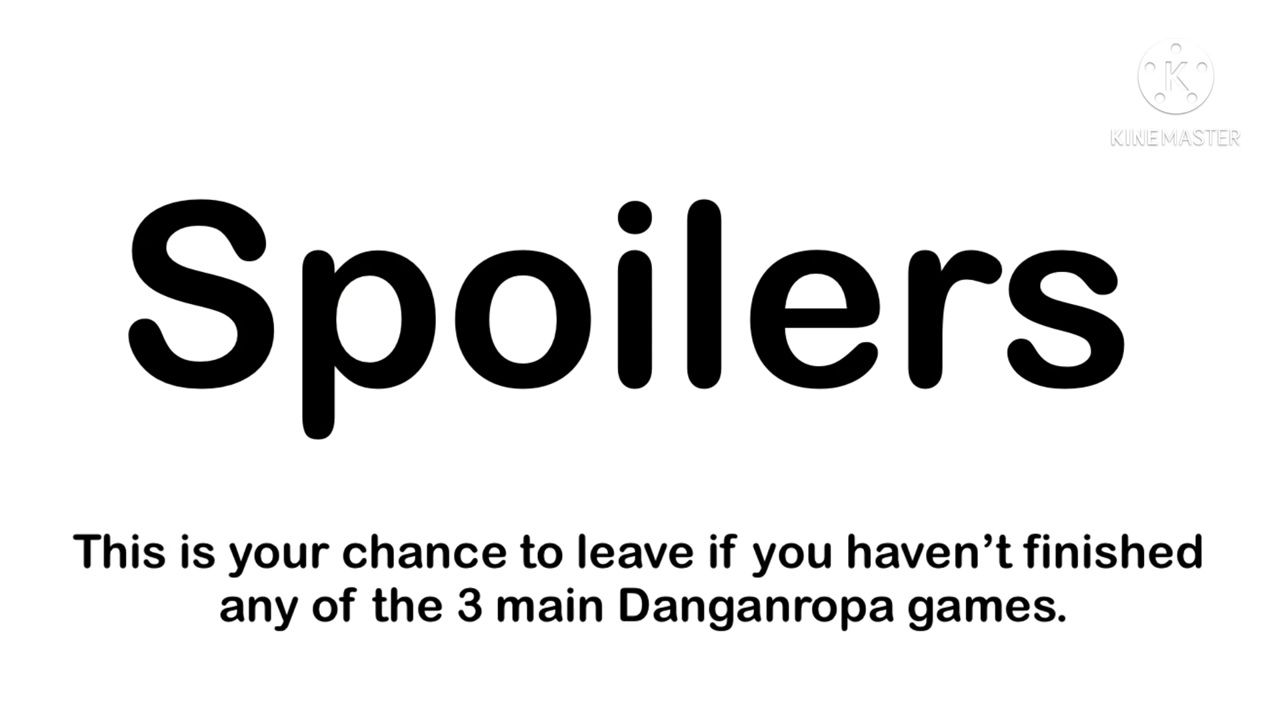 K
KINEMASTER
Spoilers
This is your chance to leave if you haven’t finished
any of the 3 main Danganropa games.